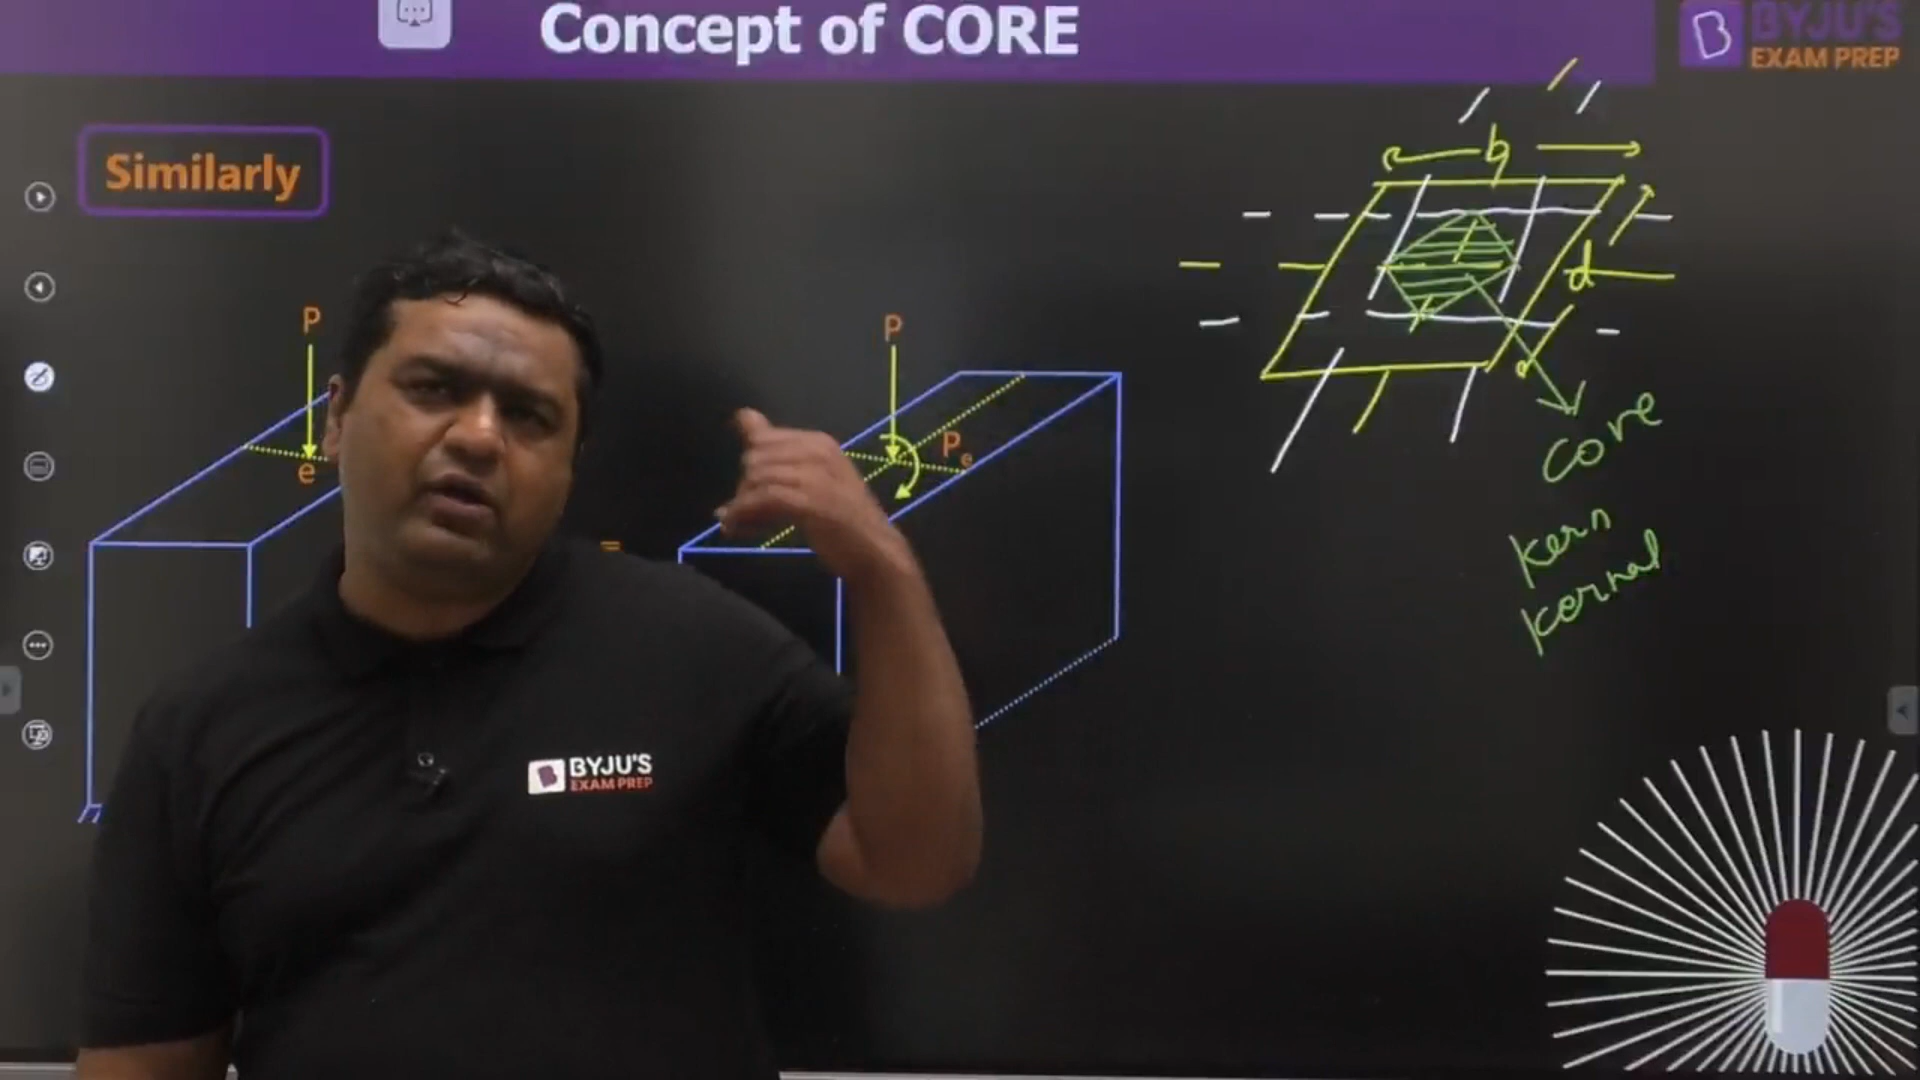 Concept of CORE
BYJU'S
EXAM PREP
Similarly
b
d
P
e
=
P
Pe
core
kern
kernal
BYJU'S
EXAM PREP